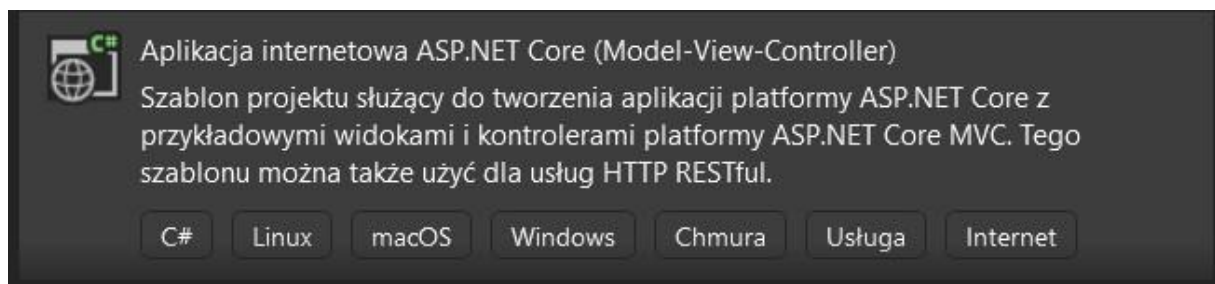 C#
Aplikacja internetowa ASP.NET Core (Model-View-Controller)
Szablon projektu służący do tworzenia aplikacji platformy ASP.NET Core z
przykładowymi widokami i kontrolerami platformy ASP.NET Core MVC. Tego
szablonu można także użyć dla usług HTTP RESTful.
C# Linux macOS Windows Chmura Usługa Internet